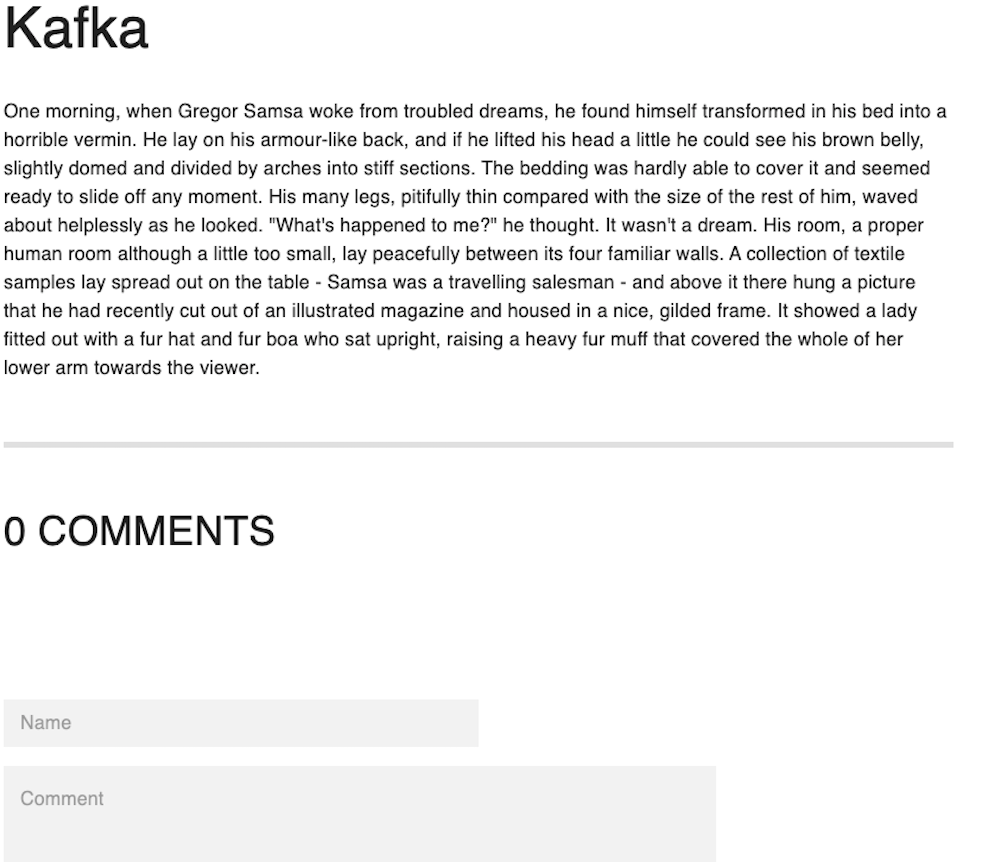 Kafka
One morning, when Gregor Samsa woke from troubled dreams, he found himself transformed in his bed into a
horrible vermin. He lay on his armour-like back, and if he lifted his head a little he could see his brown belly,
slightly domed and divided by arches into stiff sections. The bedding was hardly able to cover it and seemed
ready to slide off any moment. His many legs, pitifully thin compared with the size of the rest of him, waved
about helplessly as he looked. "What's happened to me?" he thought. It wasn't a dream. His room, a proper
human room although a little too small, lay peacefully between its four familiar walls. A collection of textile
samples lay spread out on the table - Samsa was a travelling salesman - and above it there hung a picture
that he had recently cut out of an illustrated magazine and housed in a nice, gilded frame. It showed a lady
fitted out with a fur hat and fur boa who sat upright, raising a heavy fur muff that covered the whole of her
lower arm towards the viewer.
0 COMMENTS
Name
Comment